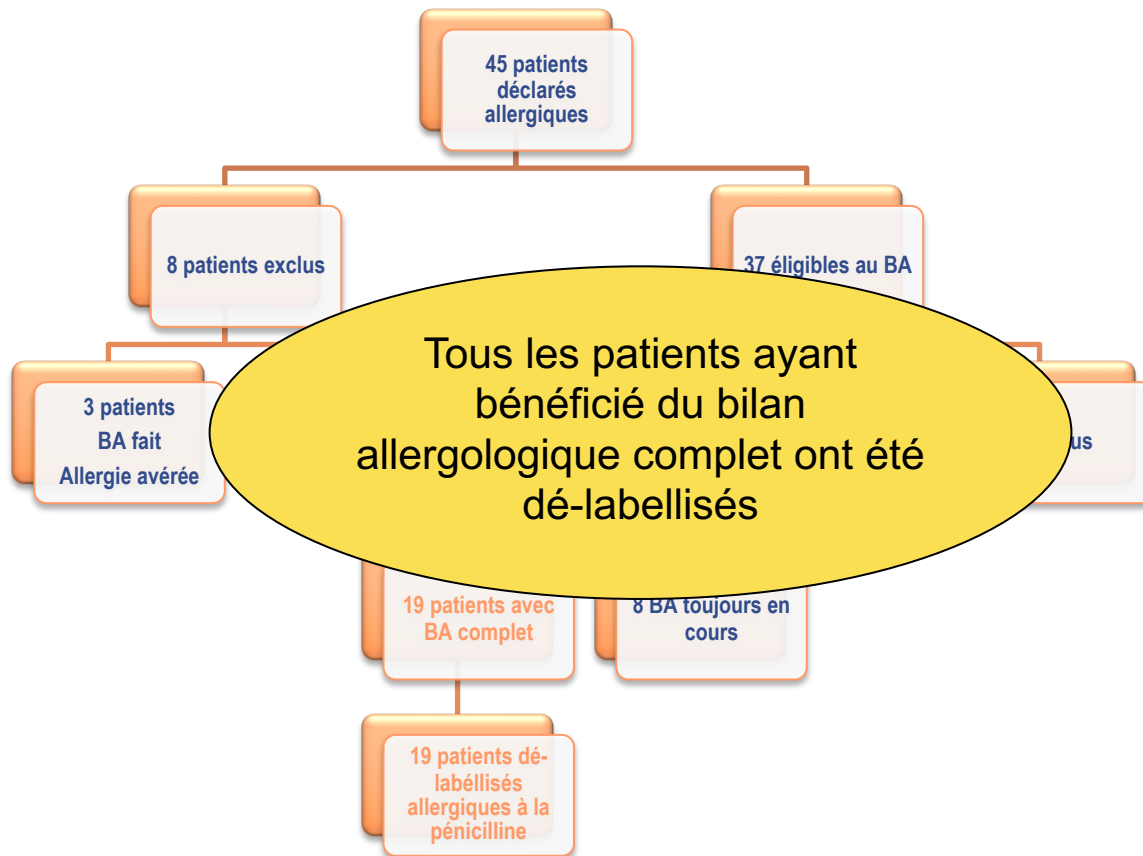 45 patients
déclarés
allergiques
8 patients exclus
37 éligibles au BA
3 patients
BA fait
Allergie avérée
Tous les patients ayant
bénéficié du bilan
allergologique complet ont été
dé-labellisés
19 patients avec
BA complet
8 BA toujours en
cours
19 patients dé-
labéllisés
allergiques à la
pénicilline